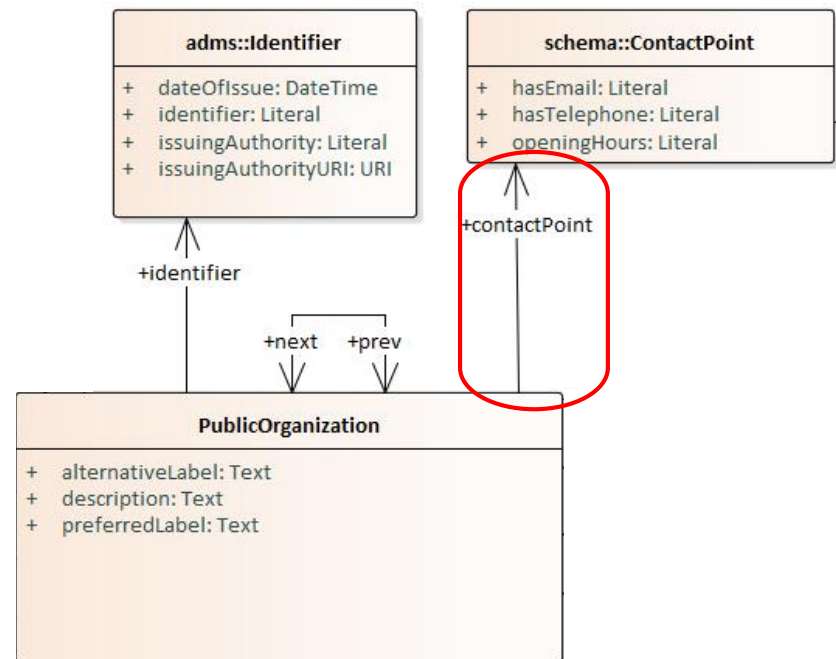 adms::Identifier
+ dateOfIssue: DateTime
+ identifier: Literal
+ issuingAuthority: Literal
+ issuingAuthorityURI: URI
schema::ContactPoint
+ hasEmail: Literal
+ hasTelephone: Literal
+ openingHours: Literal
+contactPoint
+identifier
+next
+prev
PublicOrganization
+ alternativeLabel: Text
+ description: Text
+ preferredLabel: Text